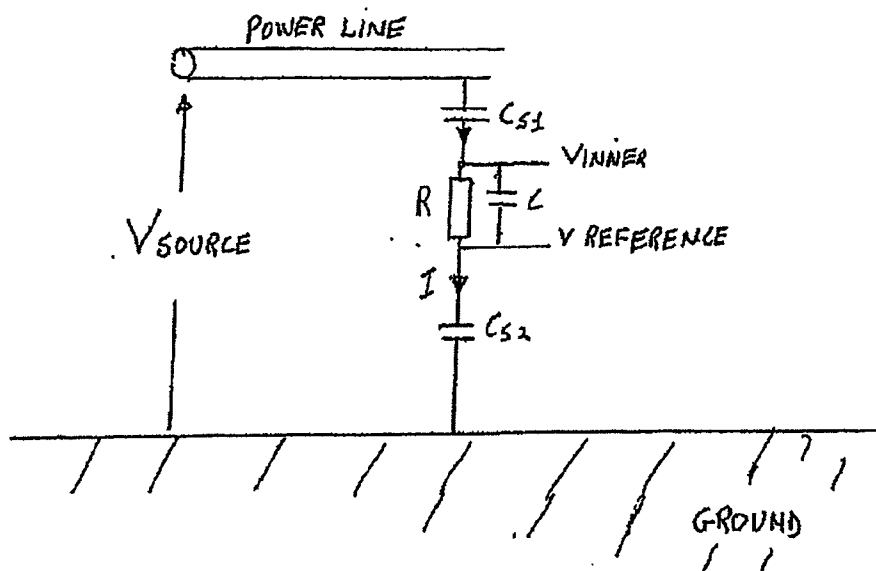 POWER LINE
CS1
VINNER
R
C
V REFERENCE
VSOURCE
I
CS2
GROUND